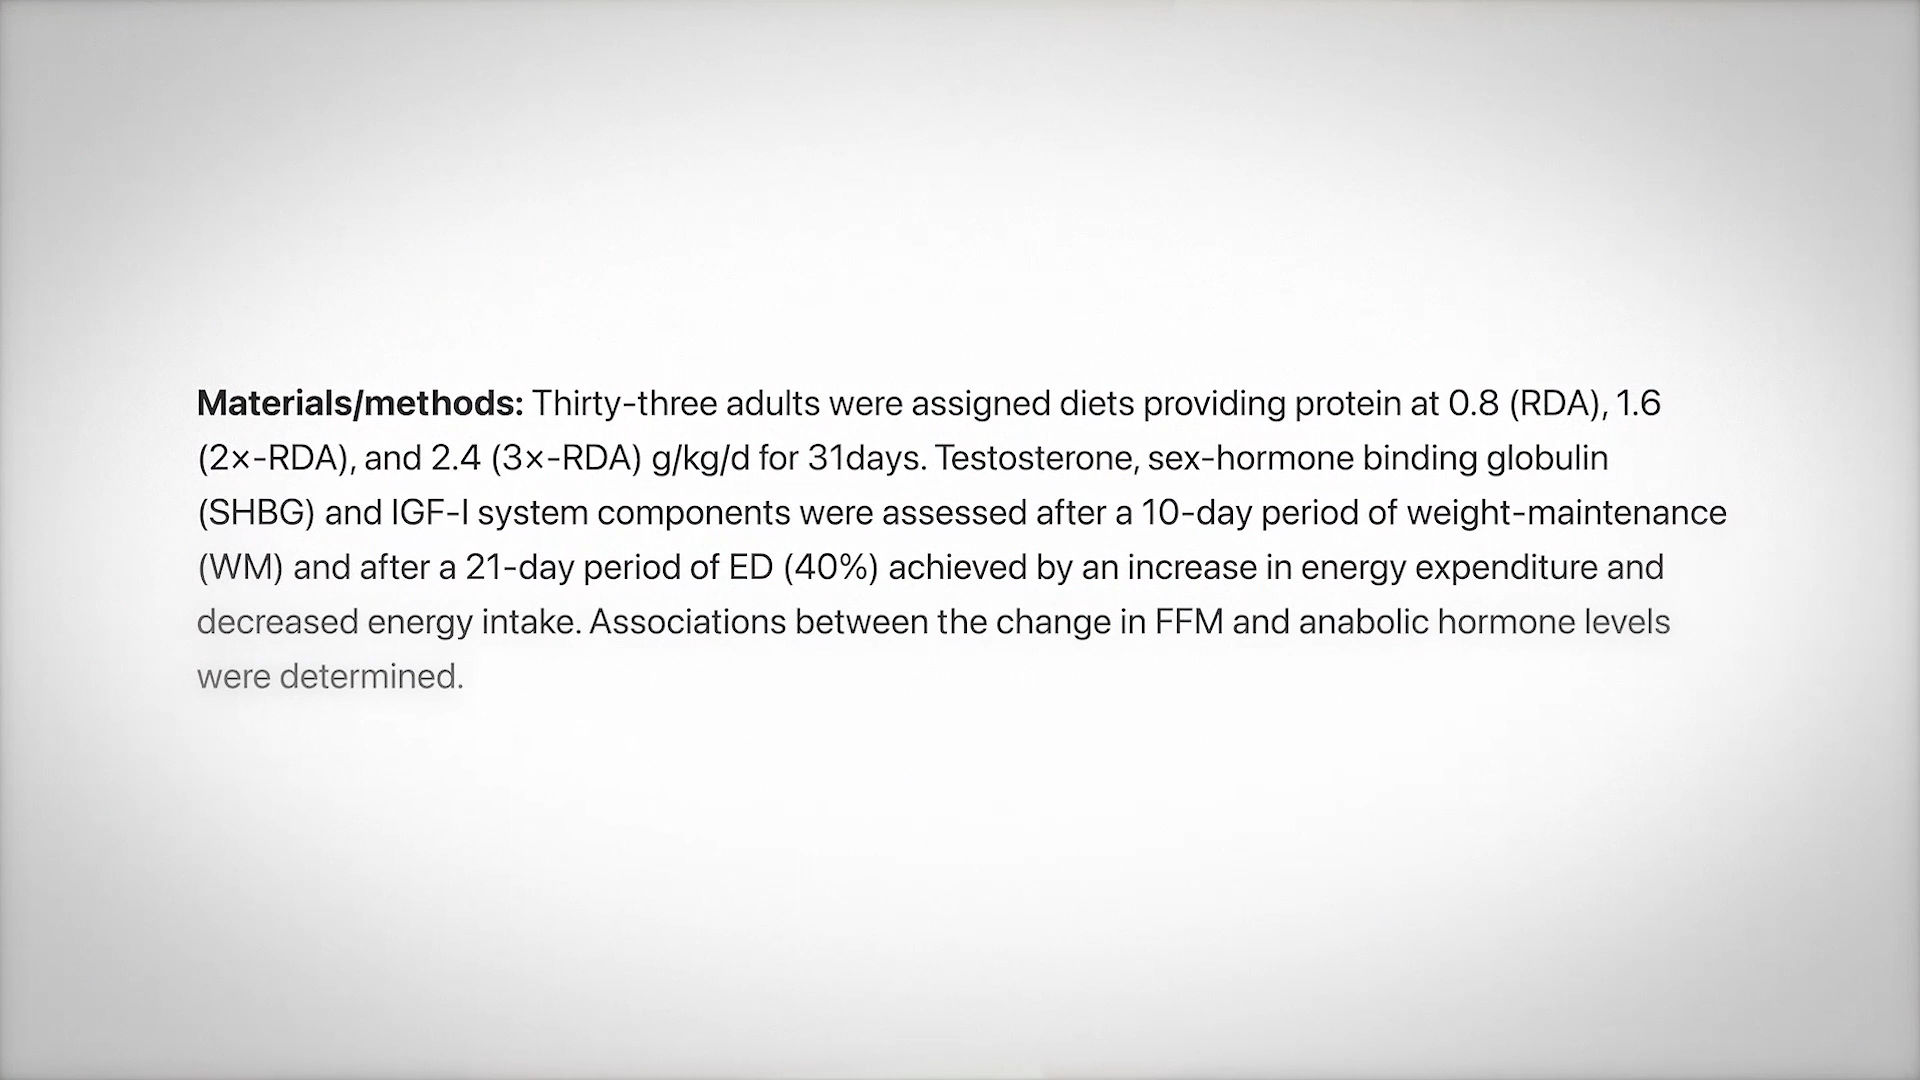 Materials/methods: Thirty-three adults were assigned diets providing protein at 0.8 (RDA), 1.6
(2×-RDA), and 2.4 (3×-RDA) g/kg/d for 31days. Testosterone, sex-hormone binding globulin
(SHBG) and IGF-I system components were assessed after a 10-day period of weight-maintenance
(WM) and after a 21-day period of ED (40%) achieved by an increase in energy expenditure and
decreased energy intake. Associations between the change in FFM and anabolic hormone levels
were determined.